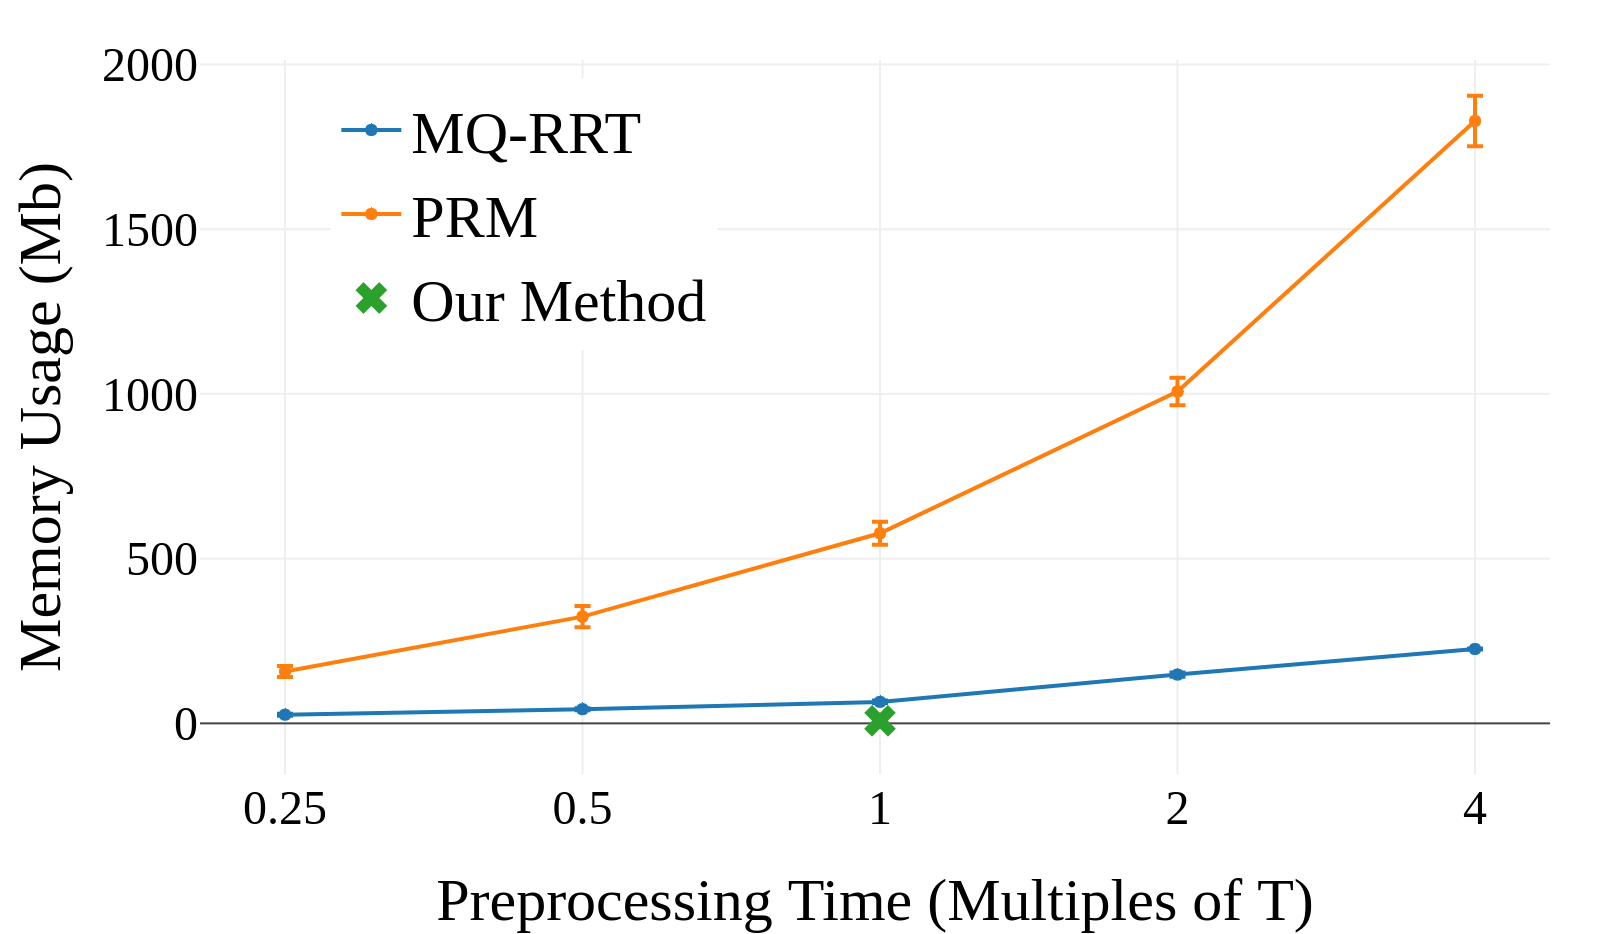 2000
1500
1000
500
0
Memory Usage (Mb)
MQ-RRT
PRM
Our Method
0.25 0.5 1 2 4
Preprocessing Time (Multiples of T)